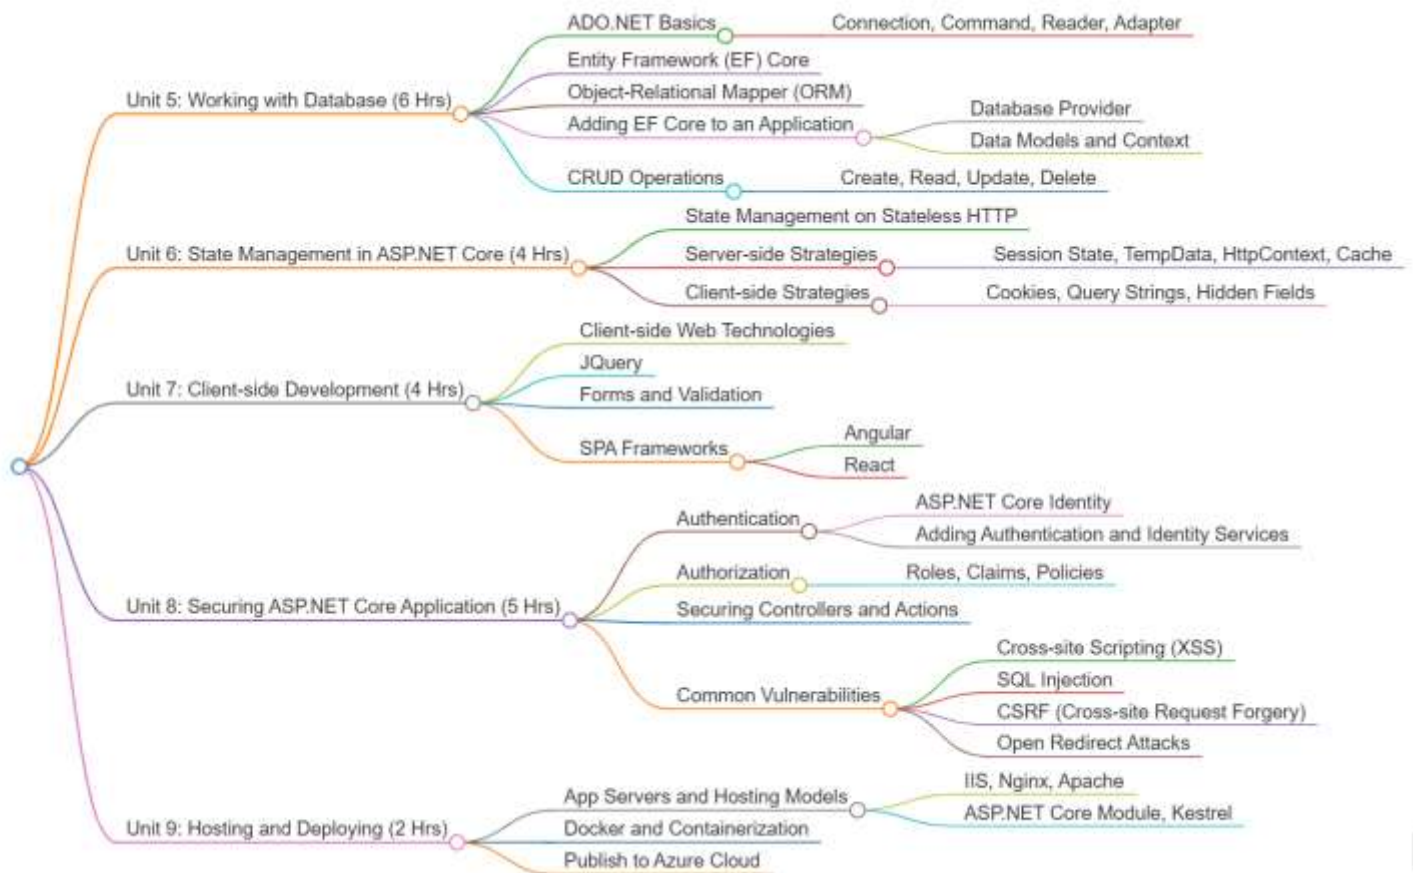 Unit 5: Working with Database (6 Hrs)
ADO.NET Basics
Connection, Command, Reader, Adapter
Entity Framework (EF) Core
Object-Relational Mapper (ORM)
Adding EF Core to an Application
Database Provider
Data Models and Context
CRUD Operations
Create, Read, Update, Delete
Unit 6: State Management in ASP.NET Core (4 Hrs)
State Management on Stateless HTTP
Server-side Strategies
Session State, TempData, HttpContext, Cache
Client-side Strategies
Cookies, Query Strings, Hidden Fields
Unit 7: Client-side Development (4 Hrs)
Client-side Web Technologies
JQuery
Forms and Validation
SPA Frameworks
Angular
React
Unit 8: Securing ASP.NET Core Application (5 Hrs)
Authentication
ASP.NET Core Identity
Adding Authentication and Identity Services
Authorization
Roles, Claims, Policies
Securing Controllers and Actions
Common Vulnerabilities
Cross-site Scripting (XSS)
SQL Injection
CSRF (Cross-site Request Forgery)
Open Redirect Attacks
Unit 9: Hosting and Deploying (2 Hrs)
App Servers and Hosting Models
IIS, Nginx, Apache
ASP.NET Core Module, Kestrel
Docker and Containerization
Publish to Azure Cloud